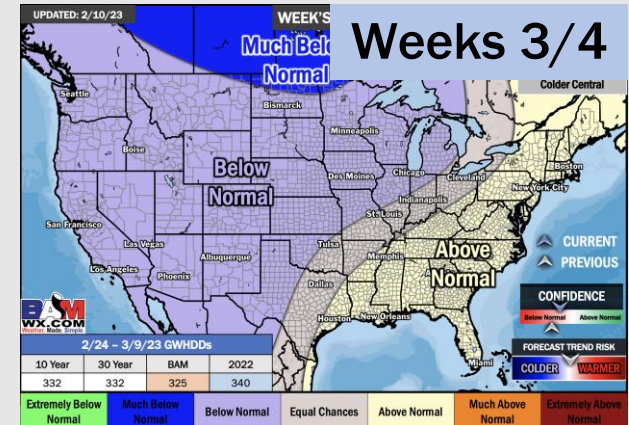 UPDATED: 2/10/23
WEEK'S
Weeks 3/4
Much Belo
Normal
Colder Central
Seattle
Bismarck
Minneapolis
Boise
Below
Normal
Des Moines
Chicago
Cleveland
Boston
New York City
Indianapolis
St. Louis
San Francisco
Las Vegas
Los Angeles
Albuquerque
Phoenix
Tulsa
Memphis
Above
Normal
Dallas
Houston
New Orleans
Miami
CURRENT
PREVIOUS
CONFIDENCE
Below Normal Above Normal
FORECAST TREND RISK
COLDER WARMER
BAM
WX.COM
Weather. Made. Simple.
2/24 – 3/9/23 GWHDDs
10 Year 30 Year BAM 2022
332 332 325 340
Extremely Below Normal
Much Below Normal
Below Normal
Equal Chances
Above Normal
Much Above Normal
Extremely Above Normal